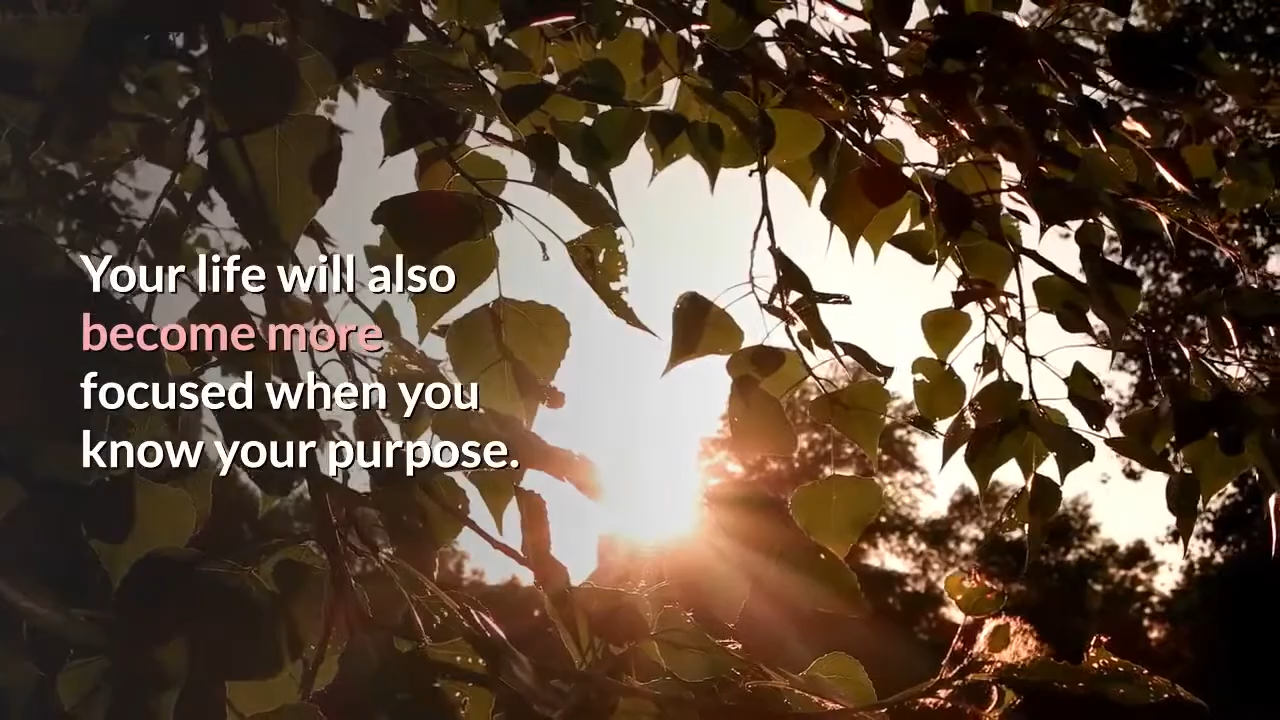 Your life will also
become more
focused when you
know your purpose.